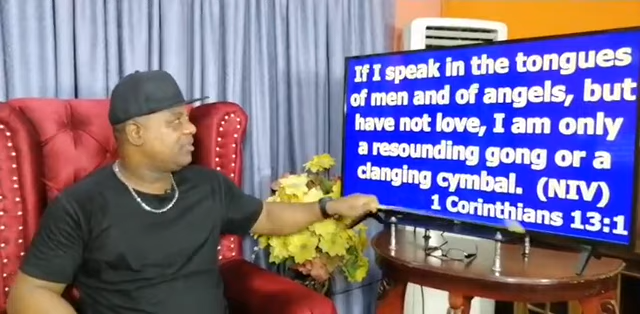 If I speak in the tongues
of men and of angels, but
have not love, I am only
a resounding gong or a
clanging cymbal. (NIV)
1 Corinthians 13:1